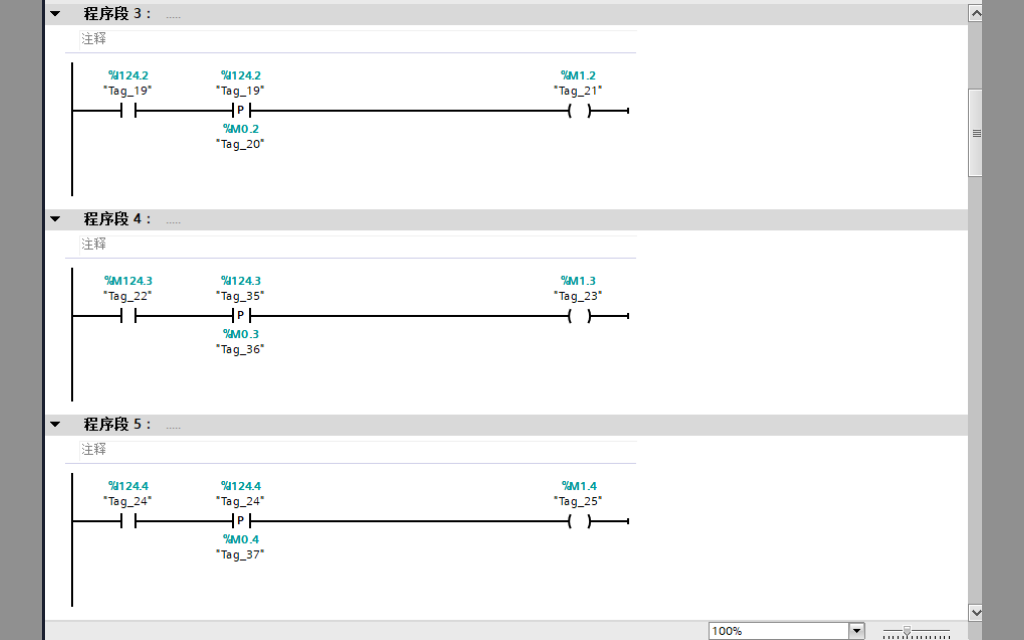 程序段 3： .....
注释
%I124.2 %I124.2 %M1.2
"Tag_19" "Tag_19" "Tag_21"
P
%M0.2
"Tag_20"
程序段 4： .....
注释
%M124.3 %I124.3 %M1.3
"Tag_22" "Tag_35" "Tag_23"
P
%M0.3
"Tag_36"
程序段 5： .....
注释
%I124.4 %I124.4 %M1.4
"Tag_24" "Tag_24" "Tag_25"
P
%M0.4
"Tag_37"
100%